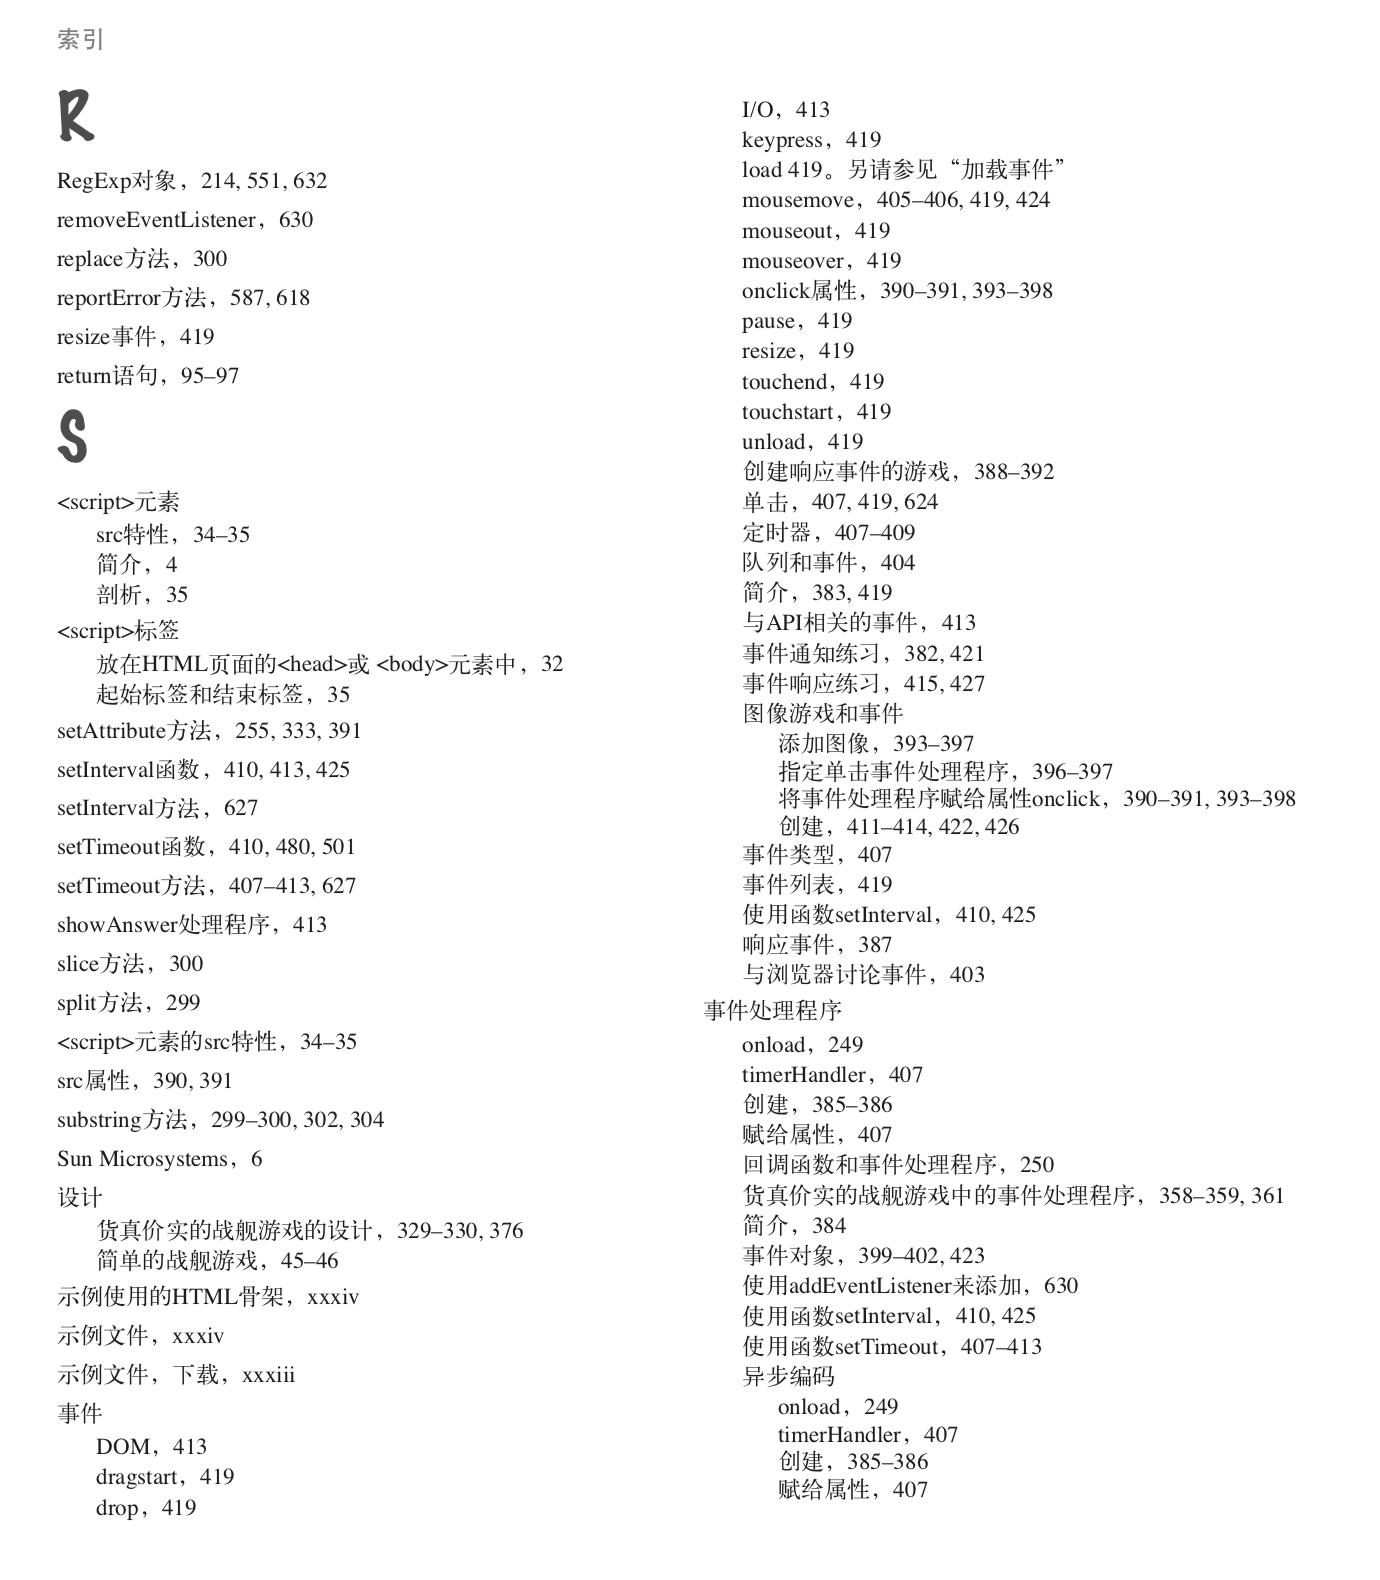 索引
R
RegExp对象，214, 551, 632
removeEventListener，630
replace方法，300
reportError方法，587, 618
resize事件，419
return语句，95–97
S
<script>元素
src特性，34–35
简介，4
剖析，35
<script>标签
放在HTML页面的<head>或 <body>元素中，32
起始标签和结束标签，35
setAttribute方法，255, 333, 391
setInterval函数，410, 413, 425
setInterval方法，627
setTimeout函数，410, 480, 501
setTimeout方法，407–413, 627
showAnswer处理程序，413
slice方法，300
split方法，299
<script>元素的src特性，34–35
src属性，390, 391
substring方法，299–300, 302, 304
Sun Microsystems，6
设计
货真价实的战舰游戏的设计，329–330, 376
简单的战舰游戏，45–46
示例使用的HTML骨架，xxxiv
示例文件，xxxiv
示例文件，下载，xxxiii
事件
DOM，413
dragstart，419
drop，419
I/O，413
keypress，419
load 419。另请参见“加载事件”
mousemove，405–406, 419, 424
mouseout，419
mouseover，419
onclick属性，390–391, 393–398
pause，419
resize，419
touchend，419
touchstart，419
unload，419
创建响应事件的游戏，388–392
单击，407, 419, 624
定时器，407–409
队列和事件，404
简介，383, 419
与API相关的事件，413
事件通知练习，382, 421
事件响应练习，415, 427
图像游戏和事件
添加图像，393–397
指定单击事件处理程序，396–397
将事件处理程序赋给属性onclick，390–391, 393–398
创建，411–414, 422, 426
事件类型，407
事件列表，419
使用函数setInterval，410, 425
响应事件，387
与浏览器讨论事件，403
事件处理程序
onload，249
timerHandler，407
创建，385–386
赋给属性，407
回调函数和事件处理程序，250
货真价实的战舰游戏中的事件处理程序，358–359, 361
简介，384
事件对象，399–402, 423
使用addEventListener来添加，630
使用函数setInterval，410, 425
使用函数setTimeout，407–413
异步编码
onload，249
timerHandler，407
创建，385–386
赋给属性，407